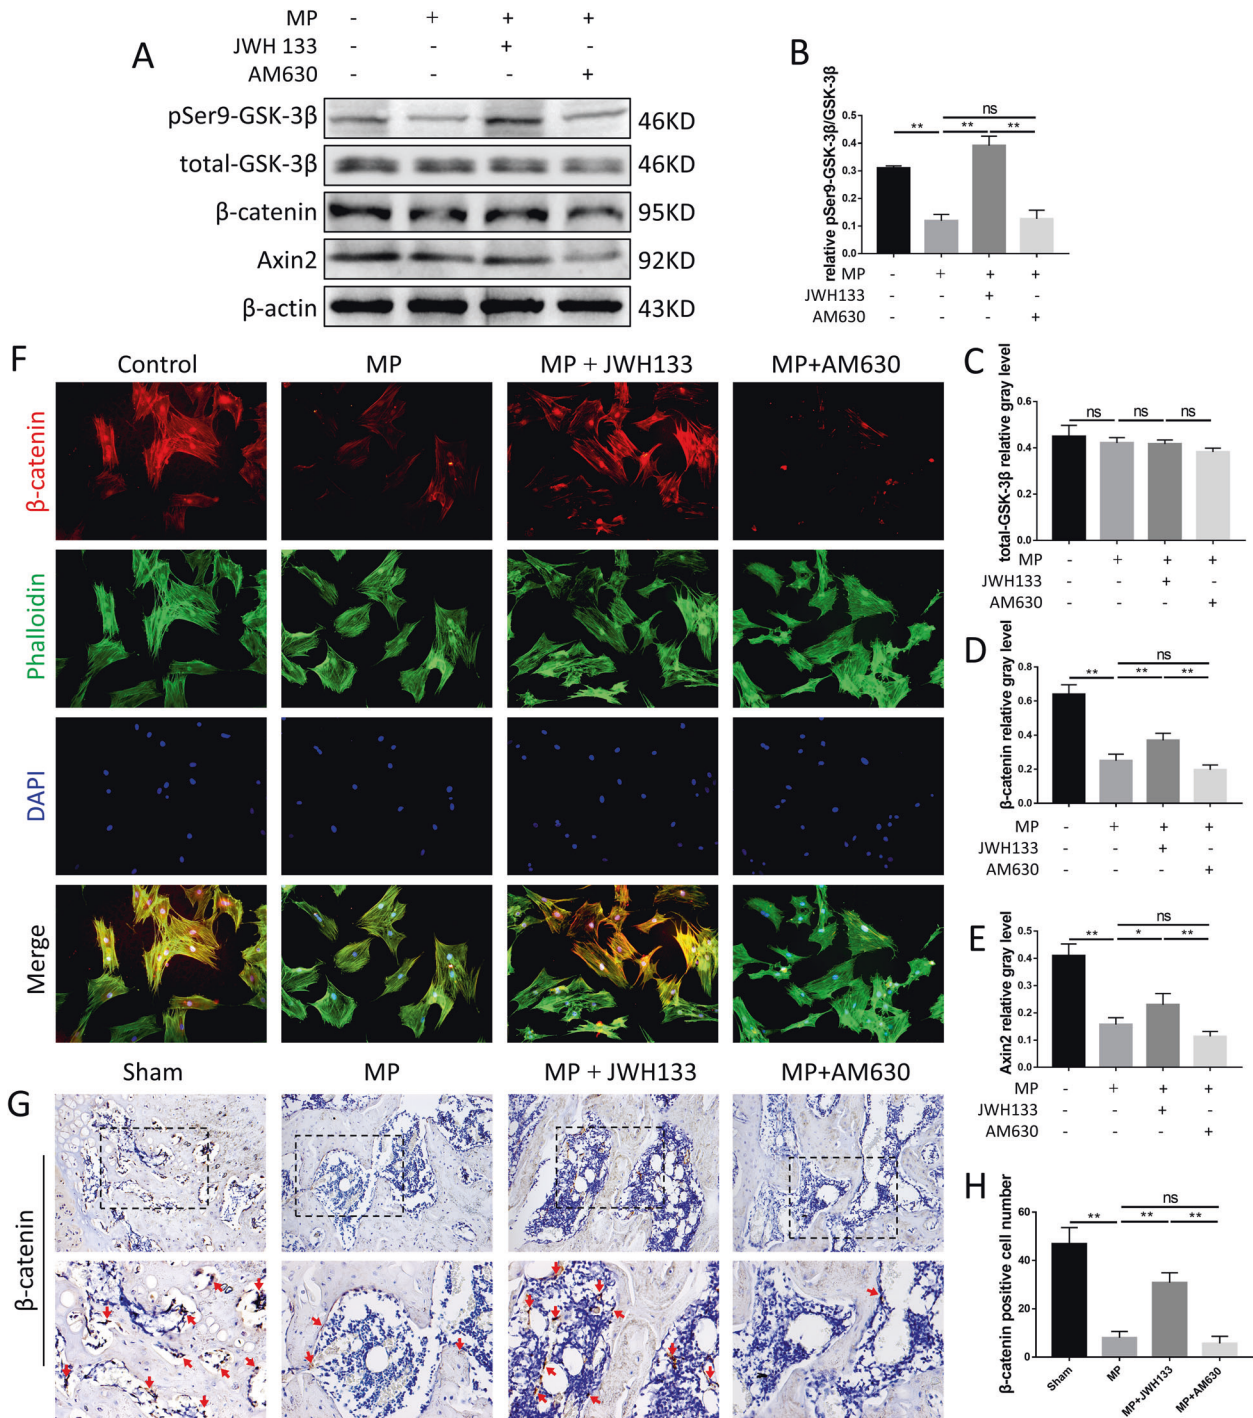 A
MP - + + +
JWH 133 - - + -
AM630 - - - +
pSer9-GSK-3β 46KD
total-GSK-3β 46KD
β-catenin 95KD
Axin2 92KD
β-actin 43KD
B
relative pSer9-GSK-3β/GSK-3β
0.5
0.4
0.3
0.2
0.1
0.0
ns
** ** **
MP - + + +
JWH133 - - + -
AM630 - - - +
F
Control MP MP + JWH133 MP+AM630
β-catenin
Phalloidin
DAPI
Merge
C
total-GSK-3β relative gray level
0.6
0.4
0.2
0.0
ns ns ns
MP - + + +
JWH133 - - + -
AM630 - - - +
D
β-catenin relative gray level
0.8
0.6
0.4
0.2
0.0
ns
** ** **
MP - + + +
JWH133 - - + -
AM630 - - - +
E
Axin2 relative gray level
0.5
0.4
0.3
0.2
0.1
0.0
ns
** * **
MP - + + +
JWH133 - - + -
AM630 - - - +
G
Sham MP MP + JWH133 MP+AM630
β-catenin
H
β-catenin positive cell number
60
40
20
0
ns
** ** **
Sham MP MP+JWH133 MP+AM630